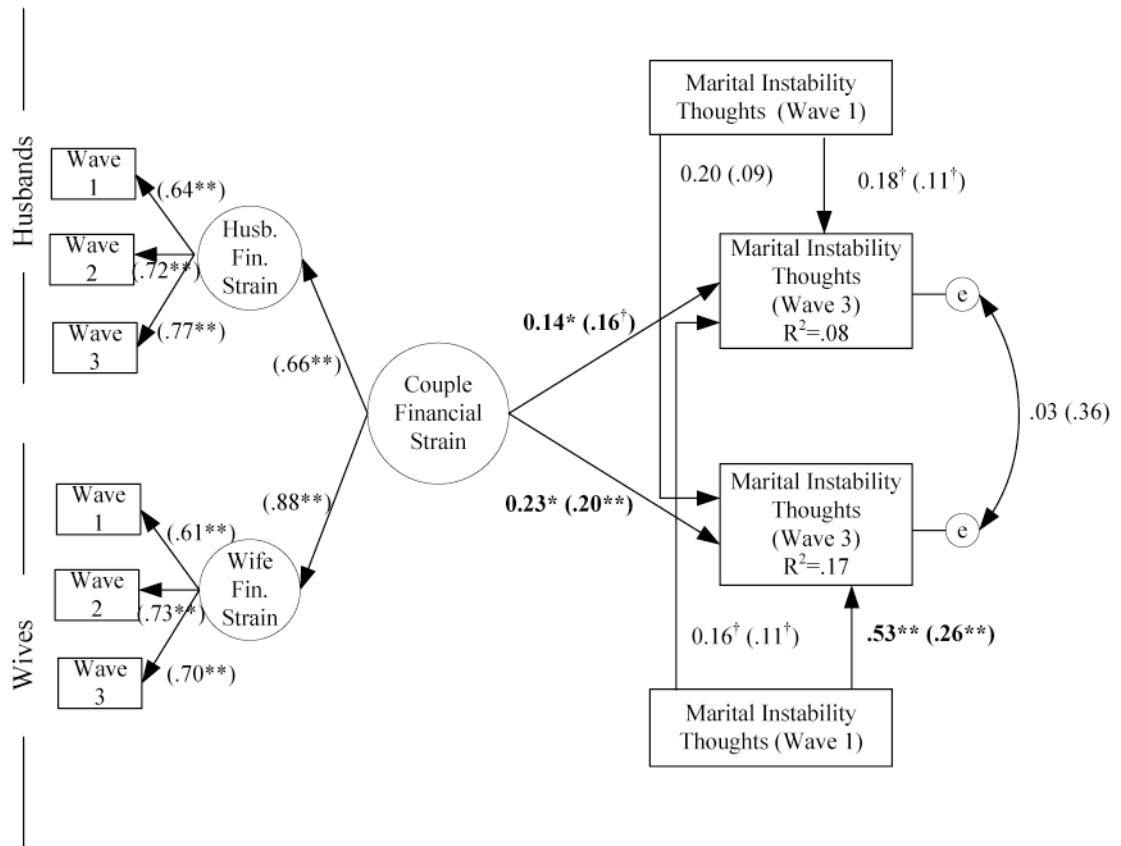 Husbands
Wave
1
Wave
2
Wave
3
(.64**)
(.72**)
(.77**)
Husb.
Fin.
Strain
(.66**)
Wives
Wave
1
Wave
2
Wave
3
(.61**)
(.73**)
(.70**)
Wife
Fin.
Strain
(.88**)
Couple
Financial
Strain
0.14* (.16†)
0.23* (.20**)
Marital Instability
Thoughts (Wave 1)
0.20 (.09)
0.18† (.11†)
Marital Instability
Thoughts
(Wave 3)
R²=.08
e
.03 (.36)
Marital Instability
Thoughts
(Wave 3)
R²=.17
e
0.16† (.11†)
.53** (.26**)
Marital Instability
Thoughts (Wave 1)